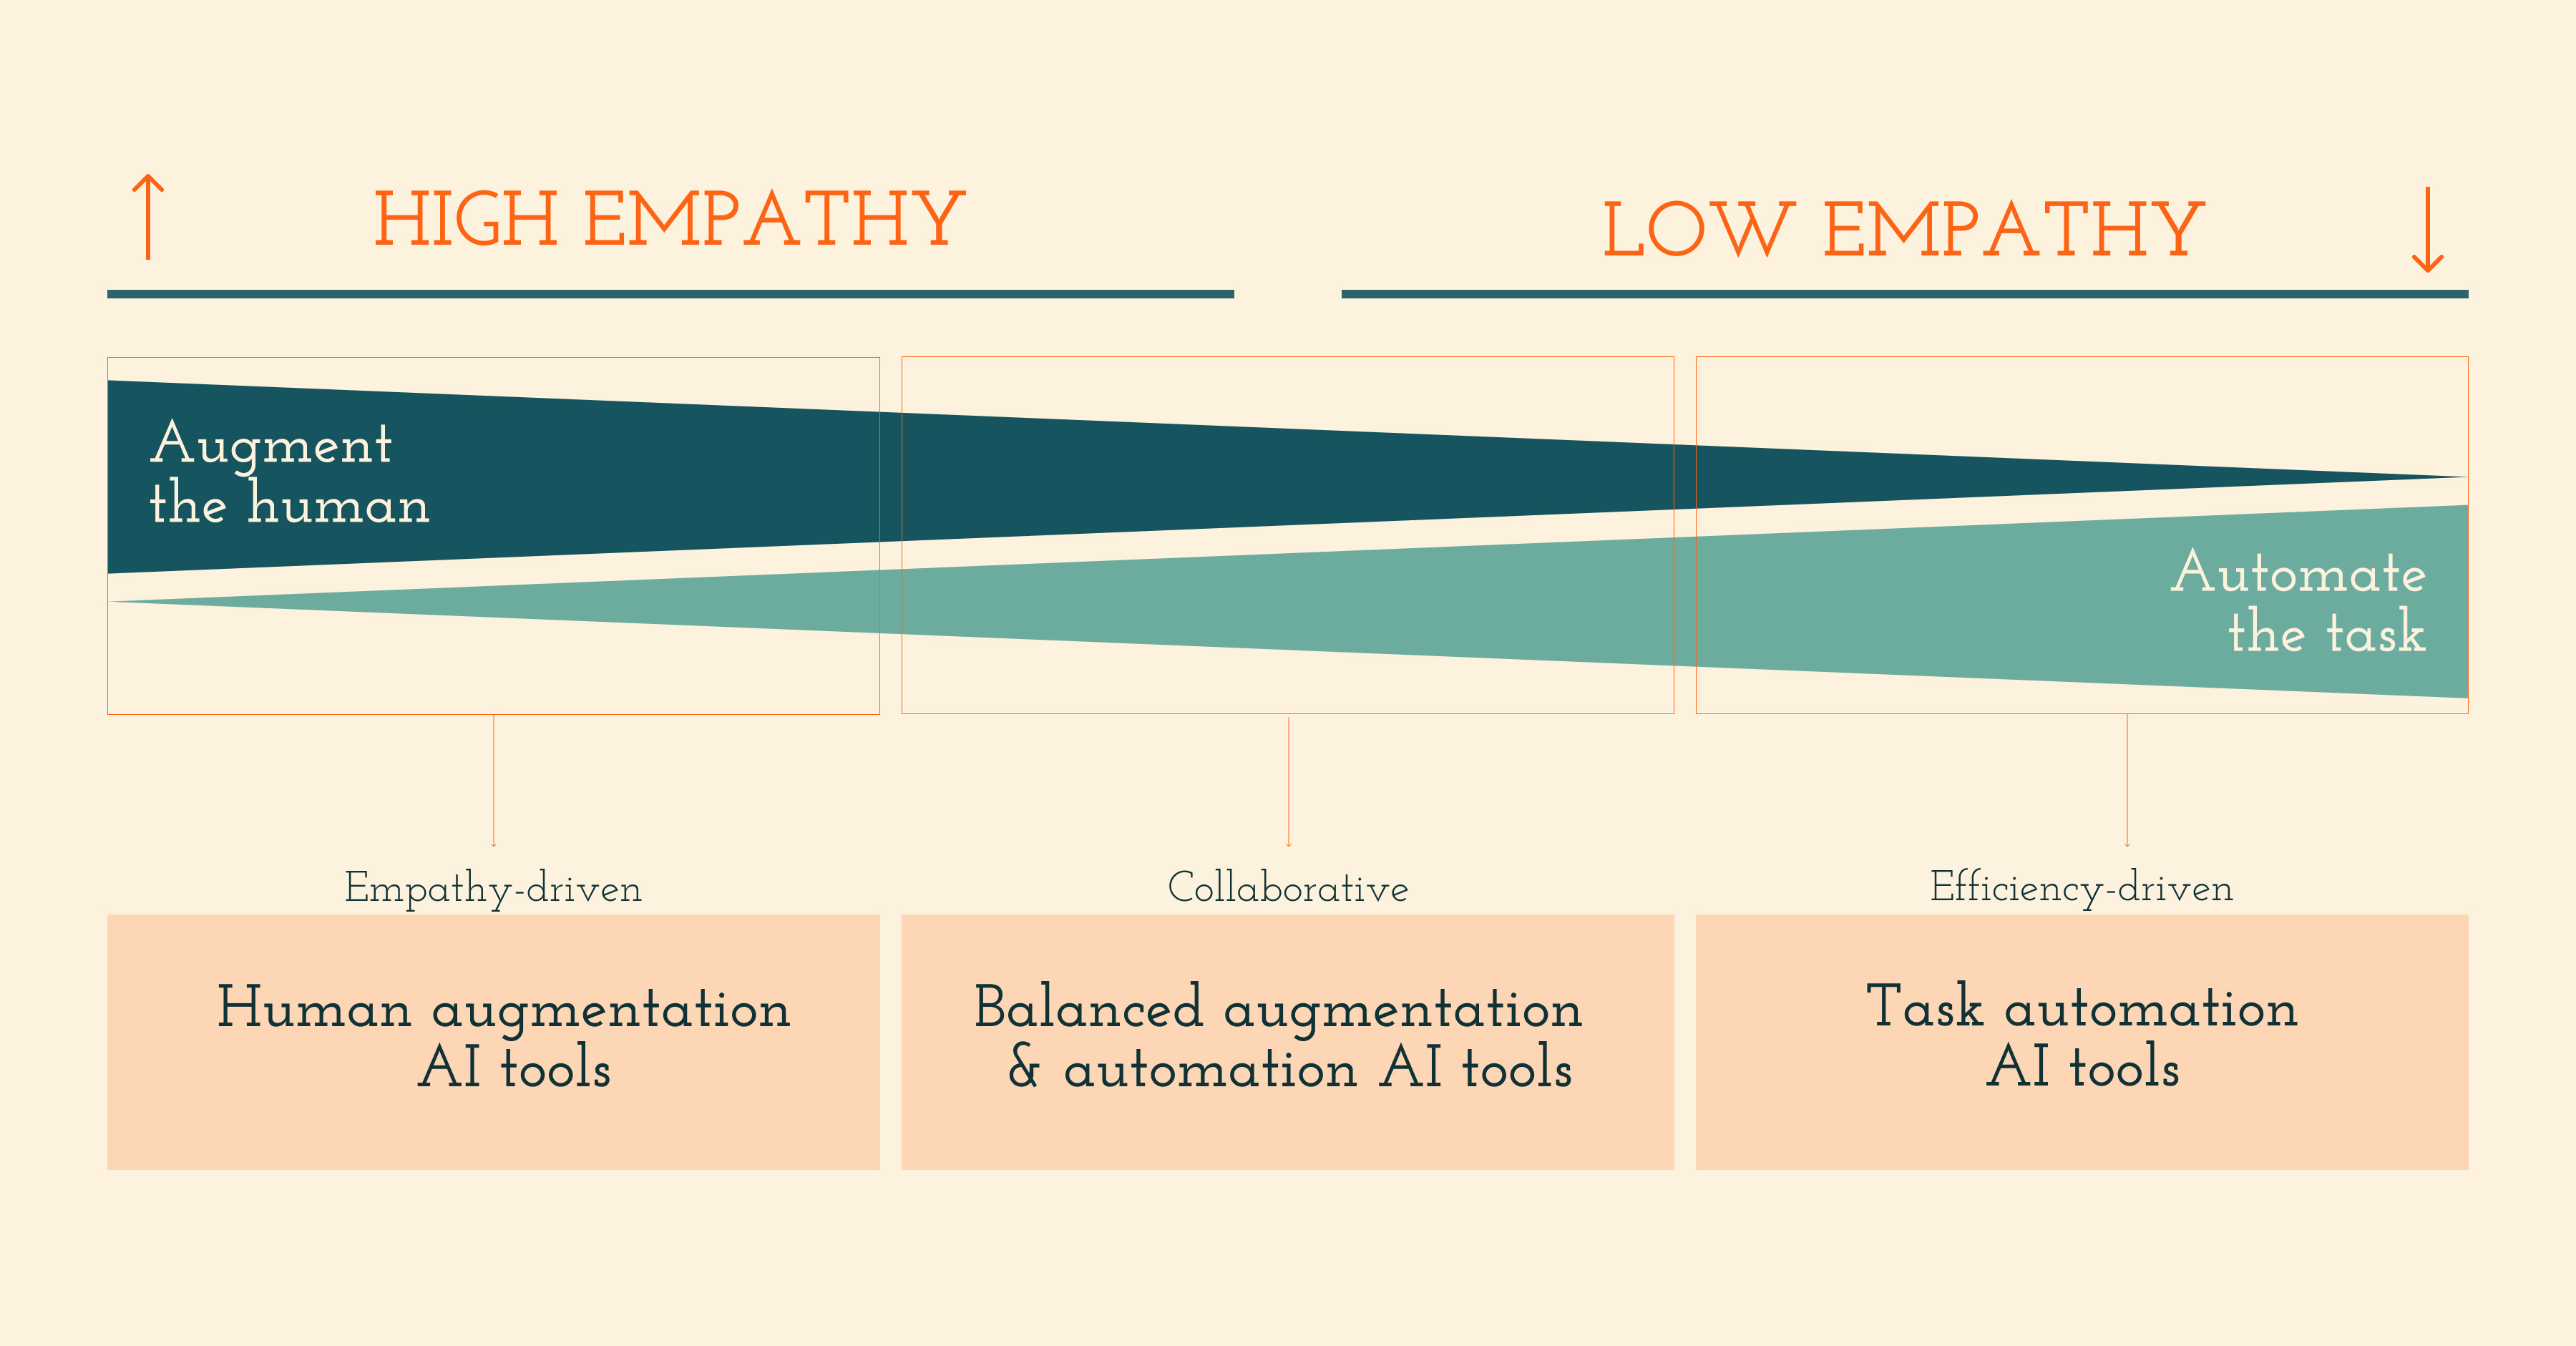 HIGH EMPATHY
LOW EMPATHY
Augment
the human
Automate
the task
Empathy-driven
Human augmentation
AI tools
Collaborative
Balanced augmentation
& automation AI tools
Efficiency-driven
Task automation
AI tools